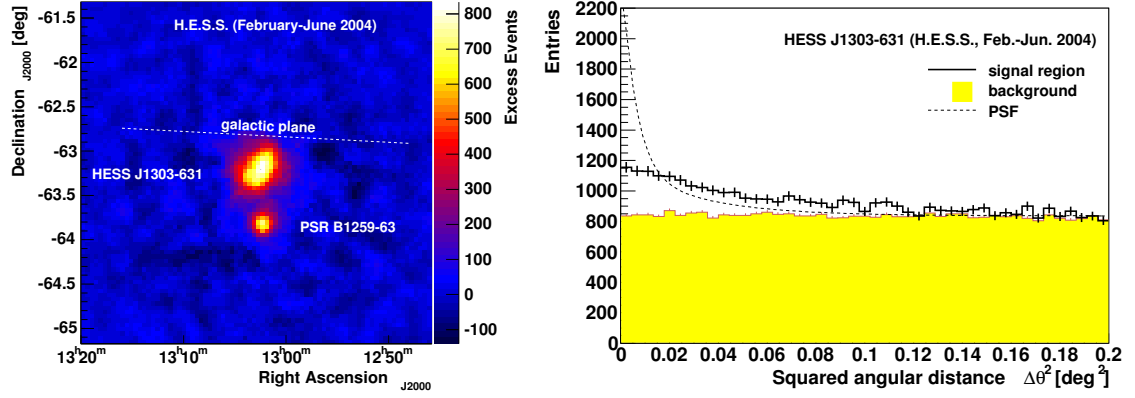 H.E.S.S. (February-June 2004)
Declination J2000 [deg]
-61.5
-62
-62.5
-63
-63.5
-64
-64.5
-65
galactic plane
HESS J1303-631
PSR B1259-63
13h20m 13h10m 13h00m 12h50m
Right Ascension J2000
Excess Events
800
700
600
500
400
300
200
100
0
-100
Entries
2200
2000
1800
1600
1400
1200
1000
800
600
400
200
0
HESS J1303-631 (H.E.S.S., Feb.-Jun. 2004)
signal region
background
PSF
0 0.02 0.04 0.06 0.08 0.1 0.12 0.14 0.16 0.18 0.2
Squared angular distance Δθ² [deg²]